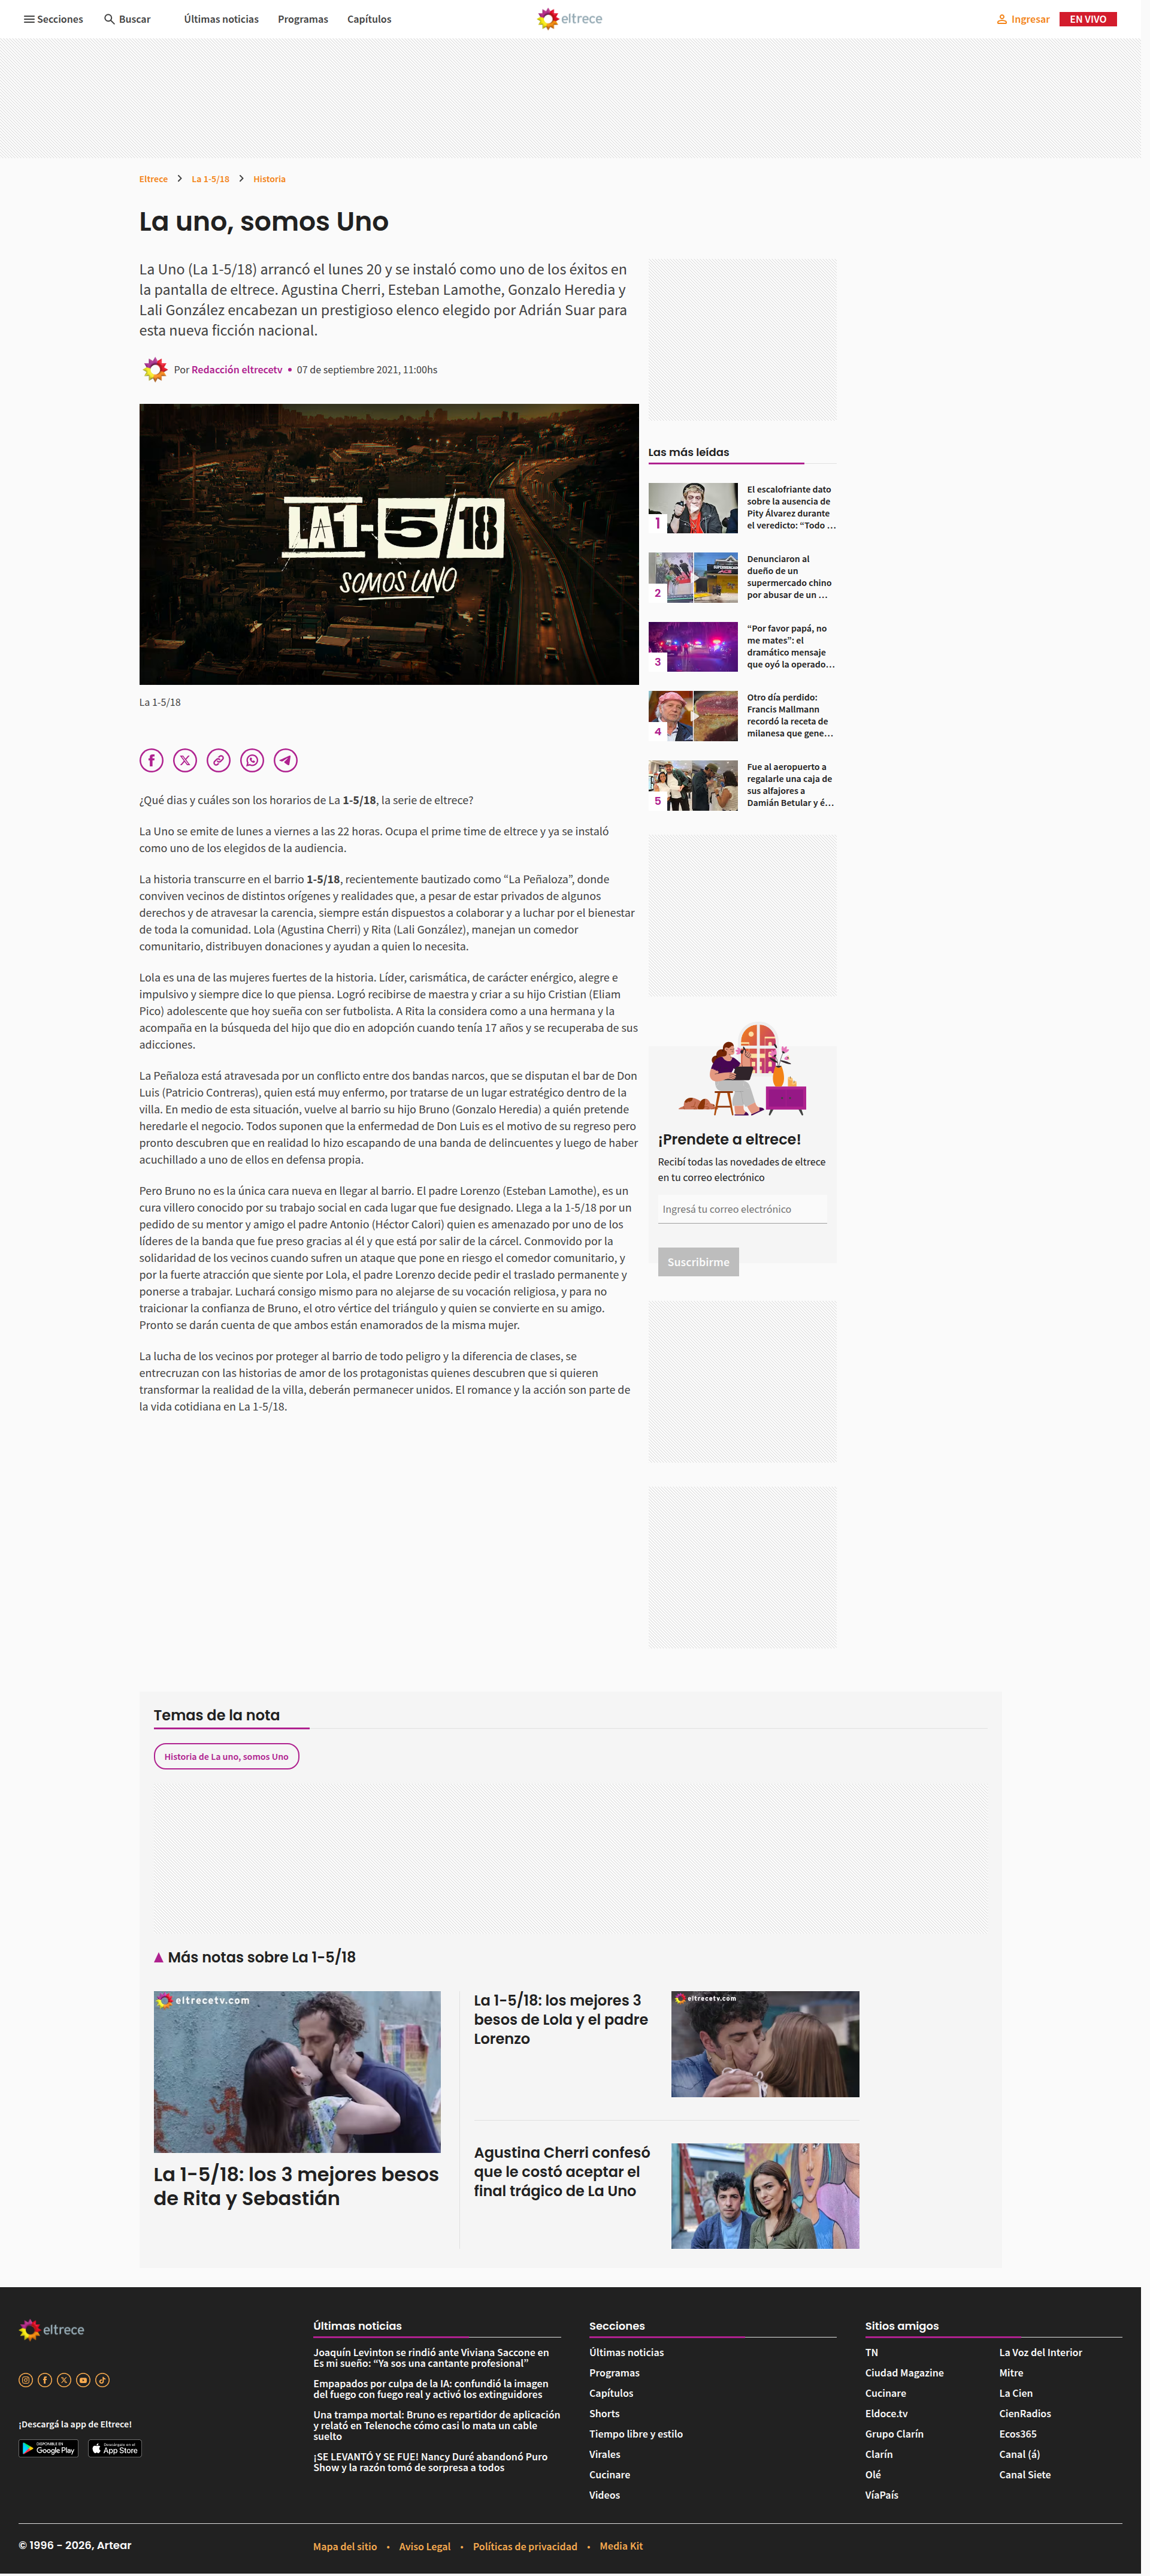 Secciones
Buscar
Últimas noticias
Programas
Capítulos
eltrece
Ingresar
EN VIVO
Eltrece
La 1-5/18
Historia
La uno, somos Uno
La Uno (La 1-5/18) arrancó el lunes 20 y se instaló como uno de los éxitos en
la pantalla de eltrece. Agustina Cherri, Esteban Lamothe, Gonzalo Heredia y
Lali González encabezan un prestigioso elenco elegido por Adrián Suar para
esta nueva ficción nacional.
Por Redacción eltrecetv • 07 de septiembre 2021, 11:00hs
LA 1-5/18
SOMOS UNO
La 1-5/18
¿Qué dias y cuáles son los horarios de La 1-5/18, la serie de eltrece?
La Uno se emite de lunes a viernes a las 22 horas. Ocupa el prime time de eltrece y ya se instaló
como uno de los elegidos de la audiencia.
La historia transcurre en el barrio 1-5/18, recientemente bautizado como “La Peñaloza”, donde
conviven vecinos de distintos orígenes y realidades que, a pesar de estar privados de algunos
derechos y de atravesar la carencia, siempre están dispuestos a colaborar y a luchar por el bienestar
de toda la comunidad. Lola (Agustina Cherri) y Rita (Lali González), manejan un comedor
comunitario, distribuyen donaciones y ayudan a quien lo necesita.
Lola es una de las mujeres fuertes de la historia. Líder, carismática, de carácter enérgico, alegre e
impulsivo y siempre dice lo que piensa. Logró recibirse de maestra y criar a su hijo Cristian (Eliam
Pico) adolescente que hoy sueña con ser futbolista. A Rita la considera como a una hermana y la
acompaña en la búsqueda del hijo que dio en adopción cuando tenía 17 años y se recuperaba de sus
adicciones.
La Peñaloza está atravesada por un conflicto entre dos bandas narcos, que se disputan el bar de Don
Luis (Patricio Contreras), quien está muy enfermo, por tratarse de un lugar estratégico dentro de la
villa. En medio de esta situación, vuelve al barrio su hijo Bruno (Gonzalo Heredia) a quién pretende
heredarle el negocio. Todos suponen que la enfermedad de Don Luis es el motivo de su regreso pero
pronto descubren que en realidad lo hizo escapando de una banda de delincuentes y luego de haber
acuchillado a uno de ellos en defensa propia.
Pero Bruno no es la única cara nueva en llegar al barrio. El padre Lorenzo (Esteban Lamothe), es un
cura villero conocido por su trabajo social en cada lugar que fue designado. Llega a la 1-5/18 por un
pedido de su mentor y amigo el padre Antonio (Héctor Calori) quien es amenazado por uno de los
líderes de la banda que fue preso gracias al él y que está por salir de la cárcel. Conmovido por la
solidaridad de los vecinos cuando sufren un ataque que pone en riesgo el comedor comunitario, y
por la fuerte atracción que siente por Lola, el padre Lorenzo decide pedir el traslado permanente y
ponerse a trabajar. Luchará consigo mismo para no alejarse de su vocación religiosa, y para no
traicionar la confianza de Bruno, el otro vértice del triángulo y quien se convierte en su amigo.
Pronto se darán cuenta de que ambos están enamorados de la misma mujer.
La lucha de los vecinos por proteger al barrio de todo peligro y la diferencia de clases, se
entrecruzan con las historias de amor de los protagonistas quienes descubren que si quieren
transformar la realidad de la villa, deberán permanecer unidos. El romance y la acción son parte de
la vida cotidiana en La 1-5/18.
Las más leídas
1
El escalofriante dato
sobre la ausencia de
Pity Álvarez durante
el veredicto: “Todo ...
2
Denunciaron al
dueño de un
supermercado chino
por abusar de un ...
3
“Por favor papá, no
me mates”: el
dramático mensaje
que oyó la operado...
4
Otro día perdido:
Francis Mallmann
recordó la receta de
milanesa que gene...
5
Fue al aeropuerto a
regalarle una caja de
sus alfajores a
Damián Betular y é...
¡Prendete a eltrece!
Recibí todas las novedades de eltrece
en tu correo electrónico
Ingresá tu correo electrónico
Suscribirme
Temas de la nota
Historia de La uno, somos Uno
Más notas sobre La 1-5/18
eltrecetv.com
La 1-5/18: los 3 mejores besos
de Rita y Sebastián
La 1-5/18: los mejores 3
besos de Lola y el padre
Lorenzo
eltrecetv.com
Agustina Cherri confesó
que le costó aceptar el
final trágico de La Uno
eltrece
¡Descargá la app de Eltrece!
DISPONIBLE EN
Google Play
Descárgalo en el
App Store
Últimas noticias
Joaquín Levinton se rindió ante Viviana Saccone en
Es mi sueño: “Ya sos una cantante profesional”
Empapados por culpa de la IA: confundió la imagen
del fuego con fuego real y activó los extinguidores
Una trampa mortal: Bruno es repartidor de aplicación
y relató en Telenoche cómo casi lo mata un cable
suelto
¡SE LEVANTÓ Y SE FUE! Nancy Duré abandonó Puro
Show y la razón tomó de sorpresa a todos
Secciones
Últimas noticias
Programas
Capítulos
Shorts
Tiempo libre y estilo
Virales
Cucinare
Videos
Sitios amigos
TN
Ciudad Magazine
Cucinare
Eldoce.tv
Grupo Clarín
Clarín
Olé
VíaPaís
La Voz del Interior
Mitre
La Cien
CienRadios
Ecos365
Canal (á)
Canal Siete
© 1996 - 2026, Artear
Mapa del sitio • Aviso Legal • Políticas de privacidad • Media Kit